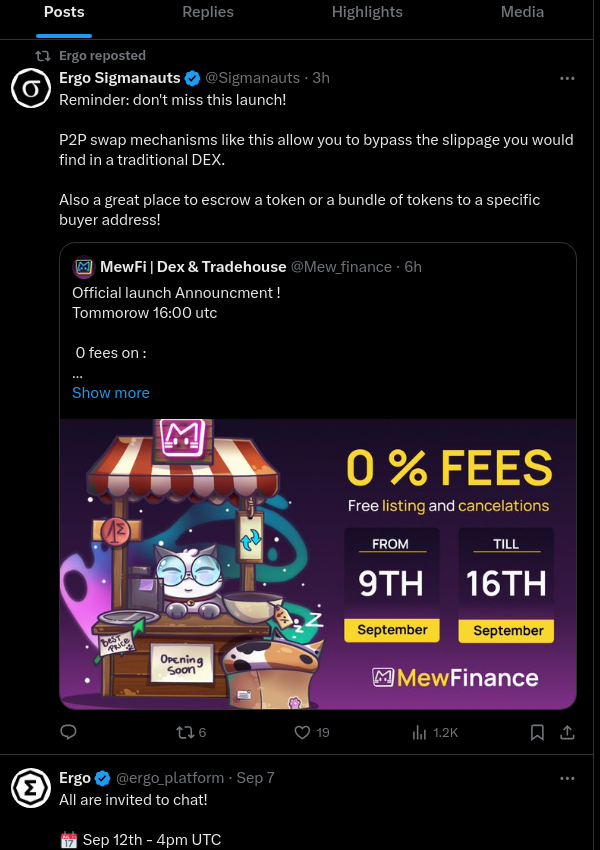 Posts Replies Highlights Media
Ergo reposted
Ergo Sigmanauts @Sigmanauts · 3h
Reminder: don't miss this launch!
P2P swap mechanisms like this allow you to bypass the slippage you would
find in a traditional DEX.
Also a great place to escrow a token or a bundle of tokens to a specific
buyer address!
MewFi | Dex & Tradehouse @Mew_finance · 6h
Official launch Announcment !
Tommorow 16:00 utc
0 fees on :
...
Show more
0 % FEES
Free listing and cancelations
FROM
9TH
September
TILL
16TH
September
BEST PRICE
Opening
Soon
z Z
MewFinance
6 19 1.2K
Ergo @ergo_platform · Sep 7
All are invited to chat!
📅 Sep 12th - 4pm UTC